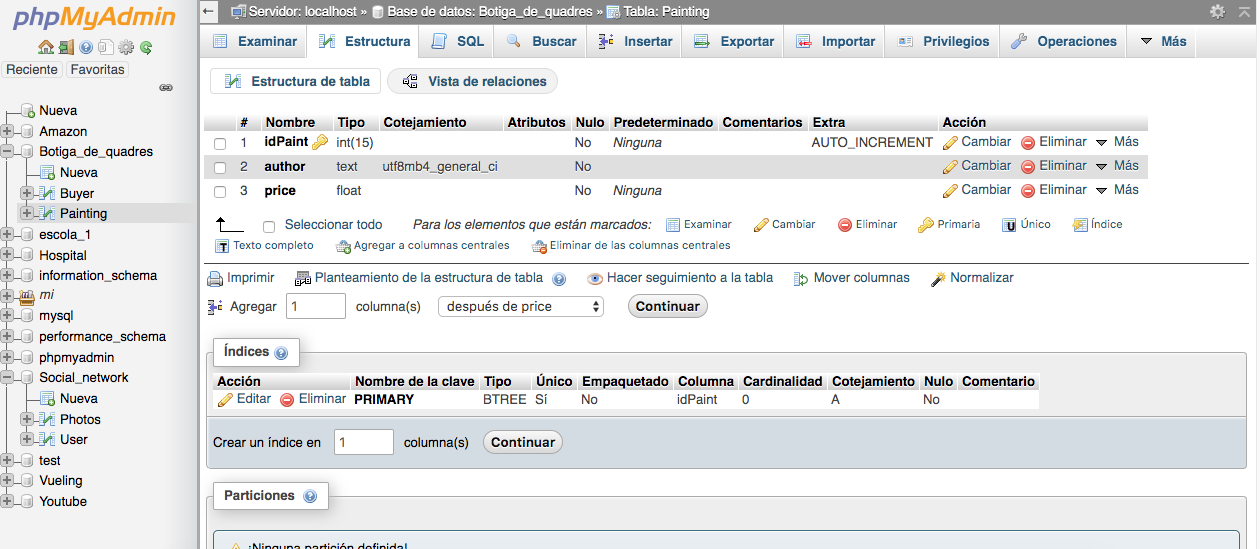 phpMyAdmin
Reciente Favoritas
Nueva
Amazon
Botiga_de_quadres
Nueva
Buyer
Painting
escola_1
Hospital
information_schema
mi
mysql
performance_schema
phpmyadmin
Social_network
Nueva
Photos
User
test
Vueling
Youtube
Servidor: localhost » Base de datos: Botiga_de_quadres » Tabla: Painting
Examinar Estructura SQL Buscar Insertar Exportar Importar Privilegios Operaciones Más
Estructura de tabla Vista de relaciones
# Nombre Tipo Cotejamiento Atributos Nulo Predeterminado Comentarios Extra Acción
1 idPaint int(15) No Ninguna AUTO_INCREMENT Cambiar Eliminar Más
2 author text utf8mb4_general_ci No Cambiar Eliminar Más
3 price float No Ninguna Cambiar Eliminar Más
Seleccionar todo Para los elementos que están marcados: Examinar Cambiar Eliminar Primaria Único Índice
Texto completo Agregar a columnas centrales Eliminar de las columnas centrales
Imprimir Planteamiento de la estructura de tabla Hacer seguimiento a la tabla Mover columnas Normalizar
Agregar 1 columna(s) después de price Continuar
Índices
Acción Nombre de la clave Tipo Único Empaquetado Columna Cardinalidad Cotejamiento Nulo Comentario
Editar Eliminar PRIMARY BTREE Sí No idPaint 0 A No
Crear un índice en 1 columna(s) Continuar
Particiones
¡Ninguna partición definida!